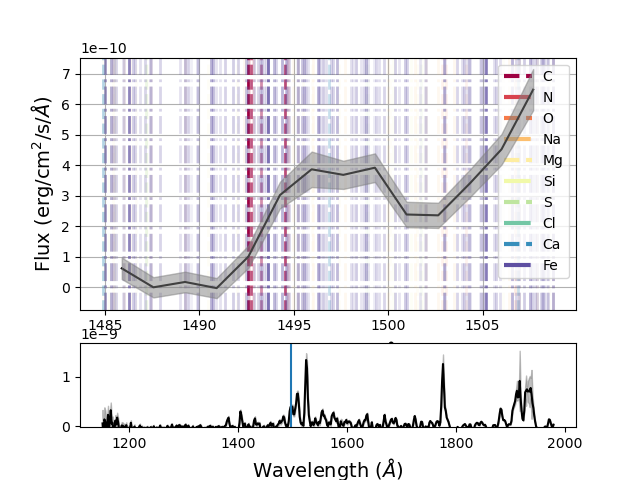 1e−10
7
6
5
4
3
2
1
0
Flux (erg/cm²/s/Å)
C
N
O
Na
Mg
Si
S
Cl
Ca
Fe
1485 1490 1495 1500 1505
1e−9
1
0
1200 1400 1600 1800 2000
Wavelength (Å)